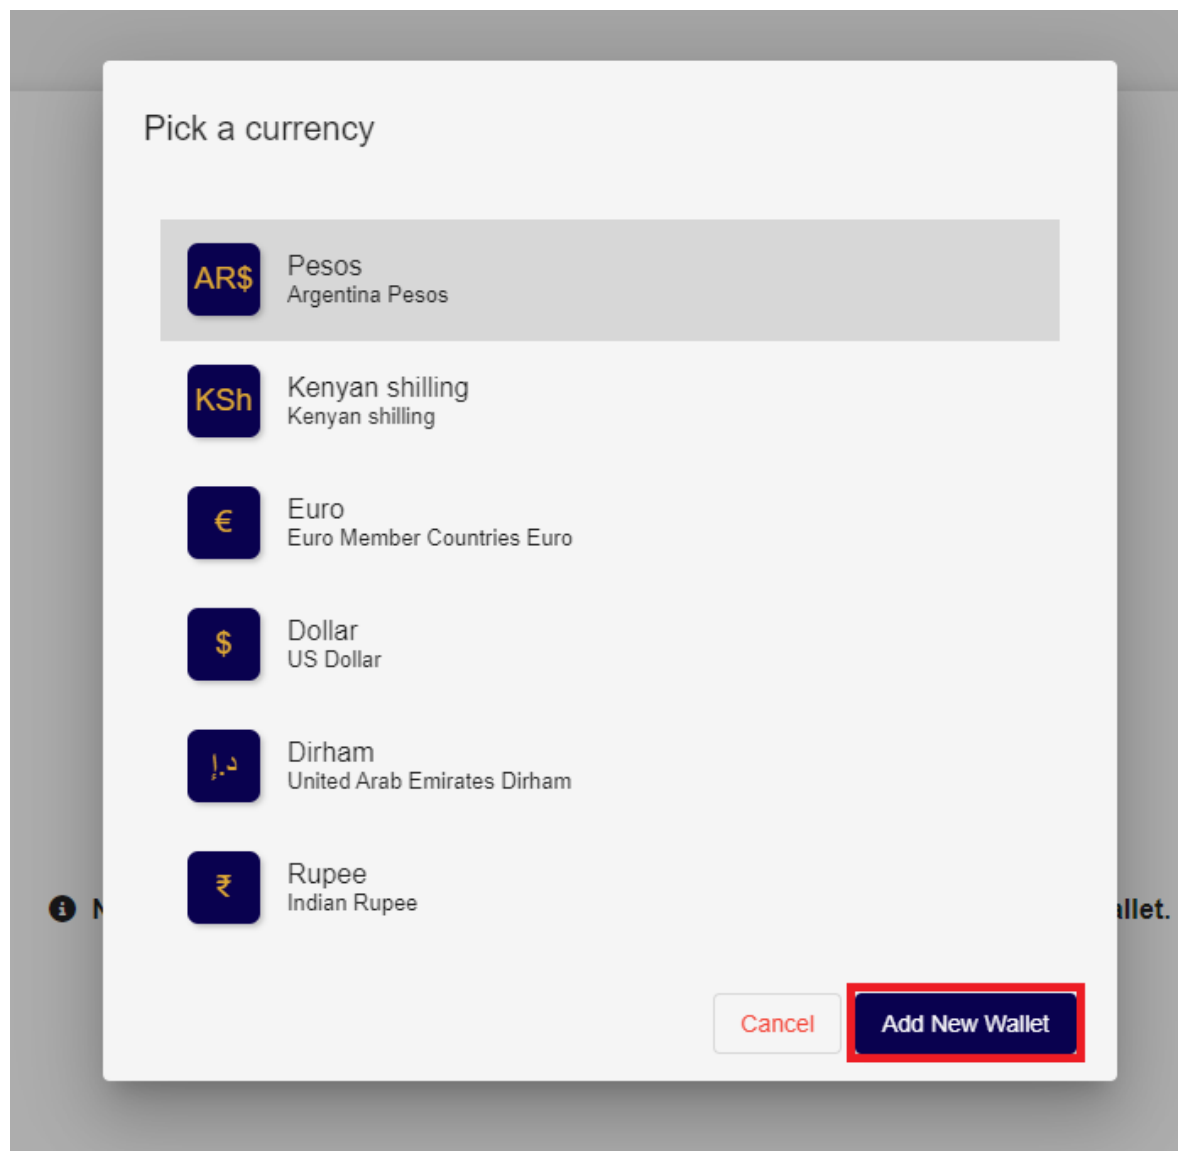 Pick a currency
AR$
Pesos
Argentina Pesos
KSh
Kenyan shilling
Kenyan shilling
€
Euro
Euro Member Countries Euro
$
Dollar
US Dollar
د.إ
Dirham
United Arab Emirates Dirham
₹
Rupee
Indian Rupee
Cancel
Add New Wallet